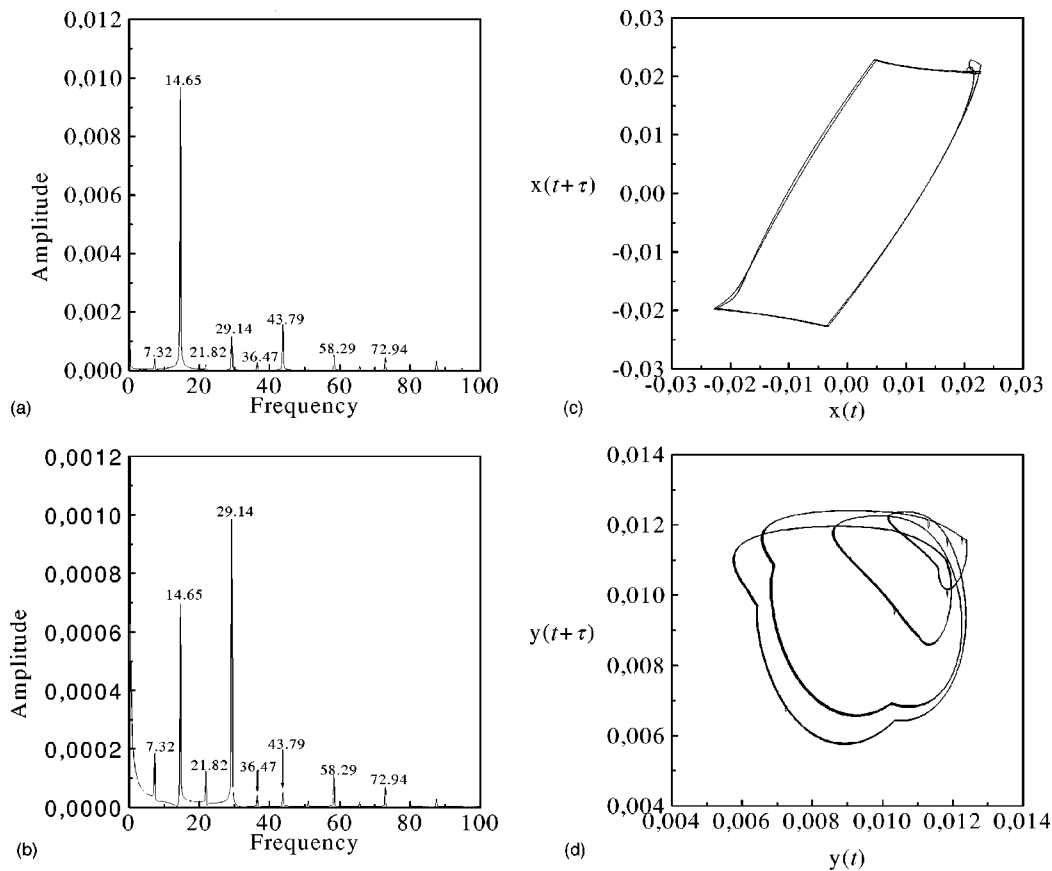 0,012
0,010
0,008
0,006
0,004
0,002
0,000
Amplitude
14.65
7.32
21.82
29.14
36.47
43.79
58.29
72.94
0 20 40 60 80 100
Frequency
(a)
0,03
0,02
0,01
0,00
-0,01
-0,02
-0,03
x(t+τ)
-0,03 -0,02 -0,01 0,00 0,01 0,02 0,03
x(t)
(c)
0,0012
0,0010
0,0008
0,0006
0,0004
0,0002
0,0000
Amplitude
29.14
14.65
7.32
21.82
36.47
43.79
58.29
72.94
0 20 40 60 80 100
Frequency
(b)
0,014
0,012
0,010
0,008
0,006
0,004
y(t+τ)
0,004 0,006 0,008 0,010 0,012 0,014
y(t)
(d)